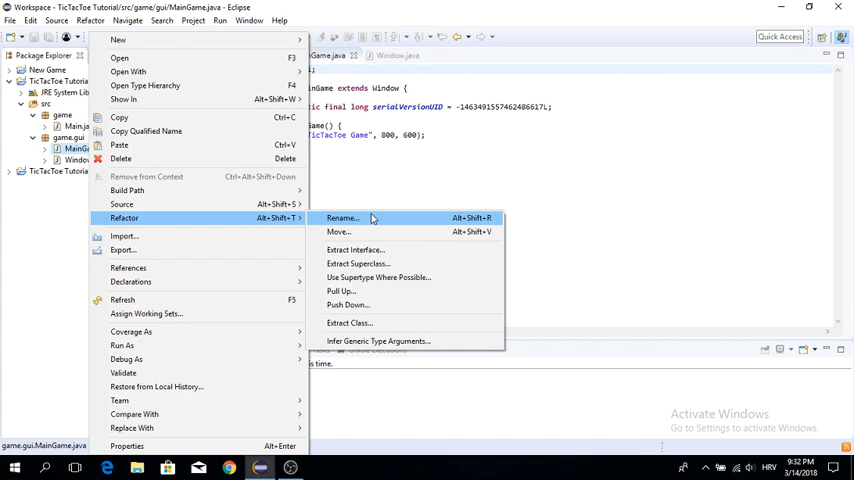 TicTacToe Tutorial/src/game/gui/MainGame.java - Eclipse
File Edit Source Refactor Navigate Search Project Run Window Help
Quick Access
Package Explorer
New Game
TicTacToe Tutoria
JRE System Lib
src
game
Main.ja
game.gui
MainG
Windo
TicTacToe Tutoria
New
Open F3
Open With
Open Type Hierarchy F4
Show In Alt+Shift+W
Copy Ctrl+C
Copy Qualified Name
Paste Ctrl+V
Delete Delete
Remove from Context Ctrl+Alt+Shift+Down
Build Path
Source Alt+Shift+S
Refactor Alt+Shift+T
Import...
Export...
References
Declarations
Refresh F5
Assign Working Sets...
Coverage As
Run As
Debug As
Validate
Restore from Local History...
Team
Compare With
Replace With
Properties Alt+Enter
Rename... Alt+Shift+R
Move... Alt+Shift+V
Extract Interface...
Extract Superclass...
Use Supertype Where Possible...
Pull Up...
Push Down...
Extract Class...
Infer Generic Type Arguments...
nGame.java Window.java
i;
inGame extends Window {
tic final long serialVersionUID = -1463491557462486617L;
Game() {
"TicTacToe Game", 800, 600);
is time.
Activate Windows
Go to Settings to activate Windows.
game.gui.MainGame.java
HRV
9:32 PM
3/14/2018